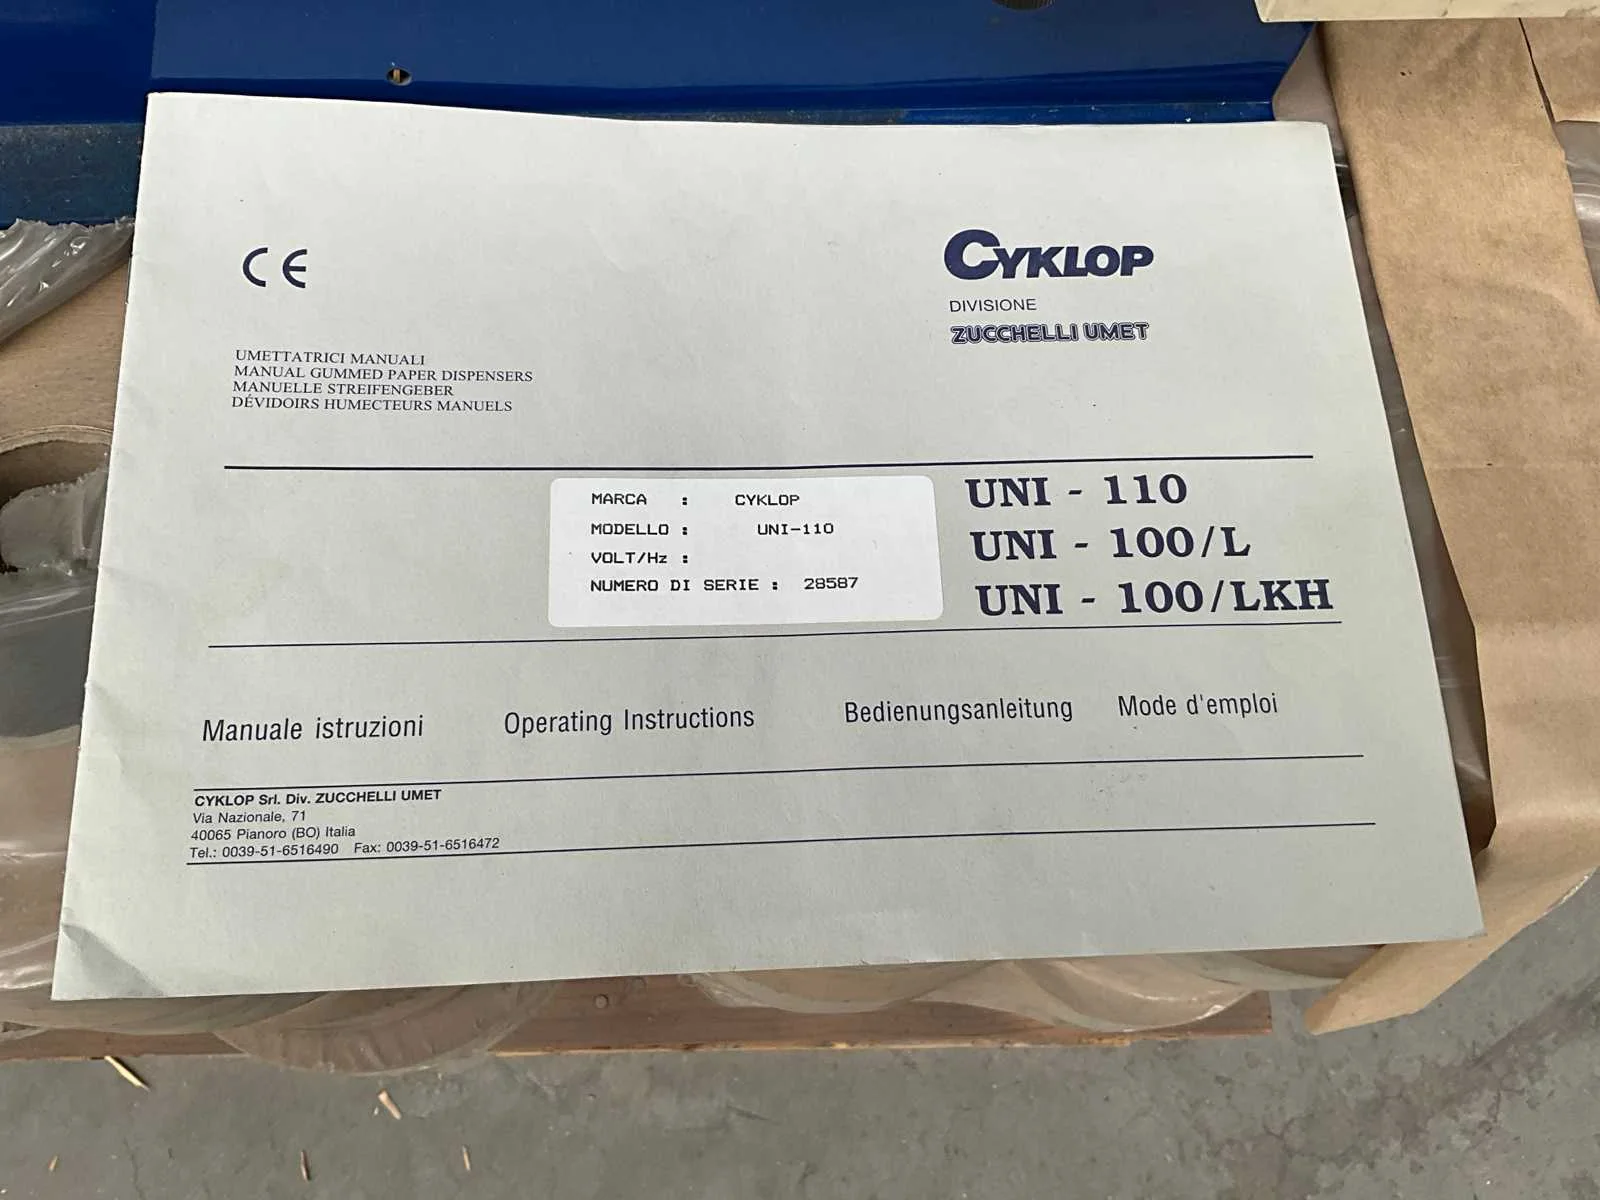 CE
CYKLOP
DIVISIONE
ZUCCHELLI UMET
UMETTATRICI MANUALI
MANUAL GUMMED PAPER DISPENSERS
MANUELLE STREIFENGEBER
DÉVIDOIRS HUMECTEURS MANUELS
MARCA : CYKLOP
MODELLO : UNI-110
VOLT/Hz :
NUMERO DI SERIE : 28587
UNI - 110
UNI - 100/L
UNI - 100/LKH
Manuale istruzioni Operating Instructions Bedienungsanleitung Mode d'emploi
CYKLOP Srl. Div. ZUCCHELLI UMET
Via Nazionale, 71
40065 Pianoro (BO) Italia
Tel.: 0039-51-6516490 Fax: 0039-51-6516472